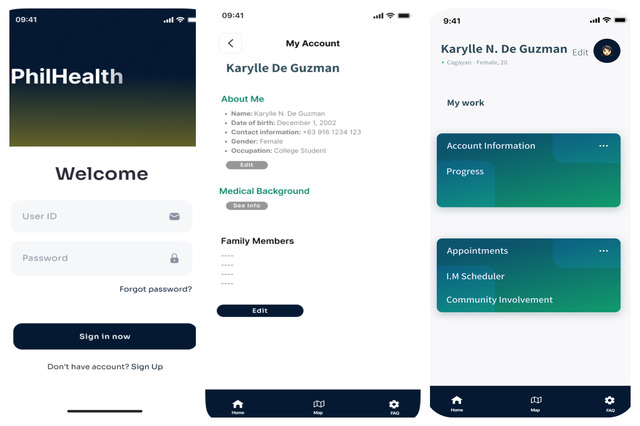 09:41
PhilHealth
Welcome
User ID
Password
Forgot password?
Sign in now
Don't have account? Sign Up
09:41
My Account
Karylle De Guzman
About Me
• Name: Karylle N. De Guzman
• Date of birth: December 1, 2002
• Contact information: +63 916 1234 123
• Gender: Female
• Occupation: College Student
Edit
Medical Background
See Info
Family Members
----
----
----
----
Edit
Home
Map
FAQ
9:41
Karylle N. De Guzman
Edit
Cagayan - Female, 20
My work
Account Information
Progress
Appointments
I.M Scheduler
Community Involvement
Home
Map
FAQ